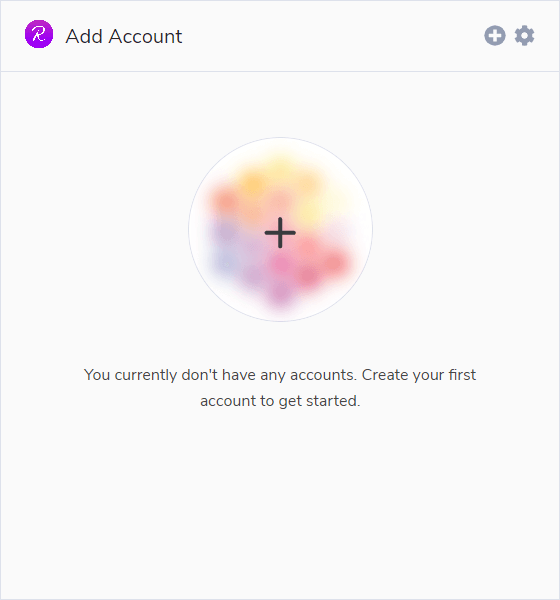 R
Add Account
You currently don't have any accounts. Create your first
account to get started.